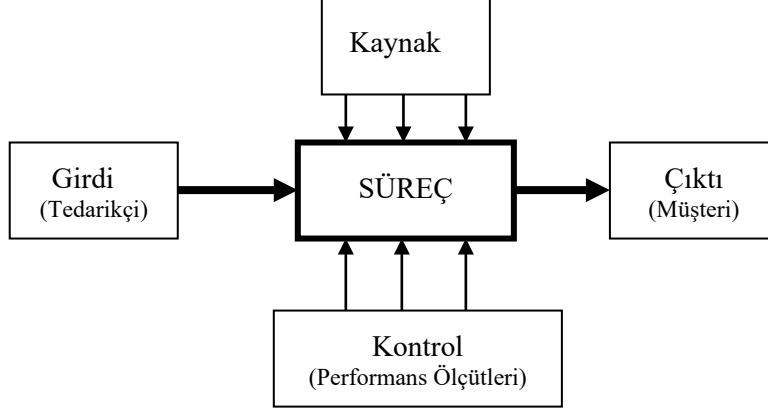 Kaynak
Girdi
(Tedarikçi)
SÜREÇ
Çıktı
(Müşteri)
Kontrol
(Performans Ölçütleri)